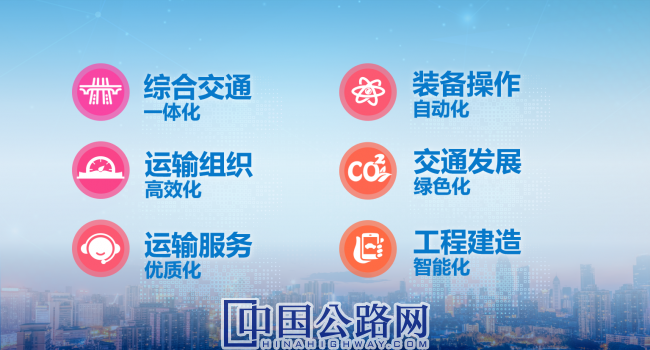 综合交通
一体化
运输组织
高效化
运输服务
优质化
装备操作
自动化
CO2
交通发展
绿色化
工程建造
智能化
中国公路网
CHINAHIGHWAY.COM